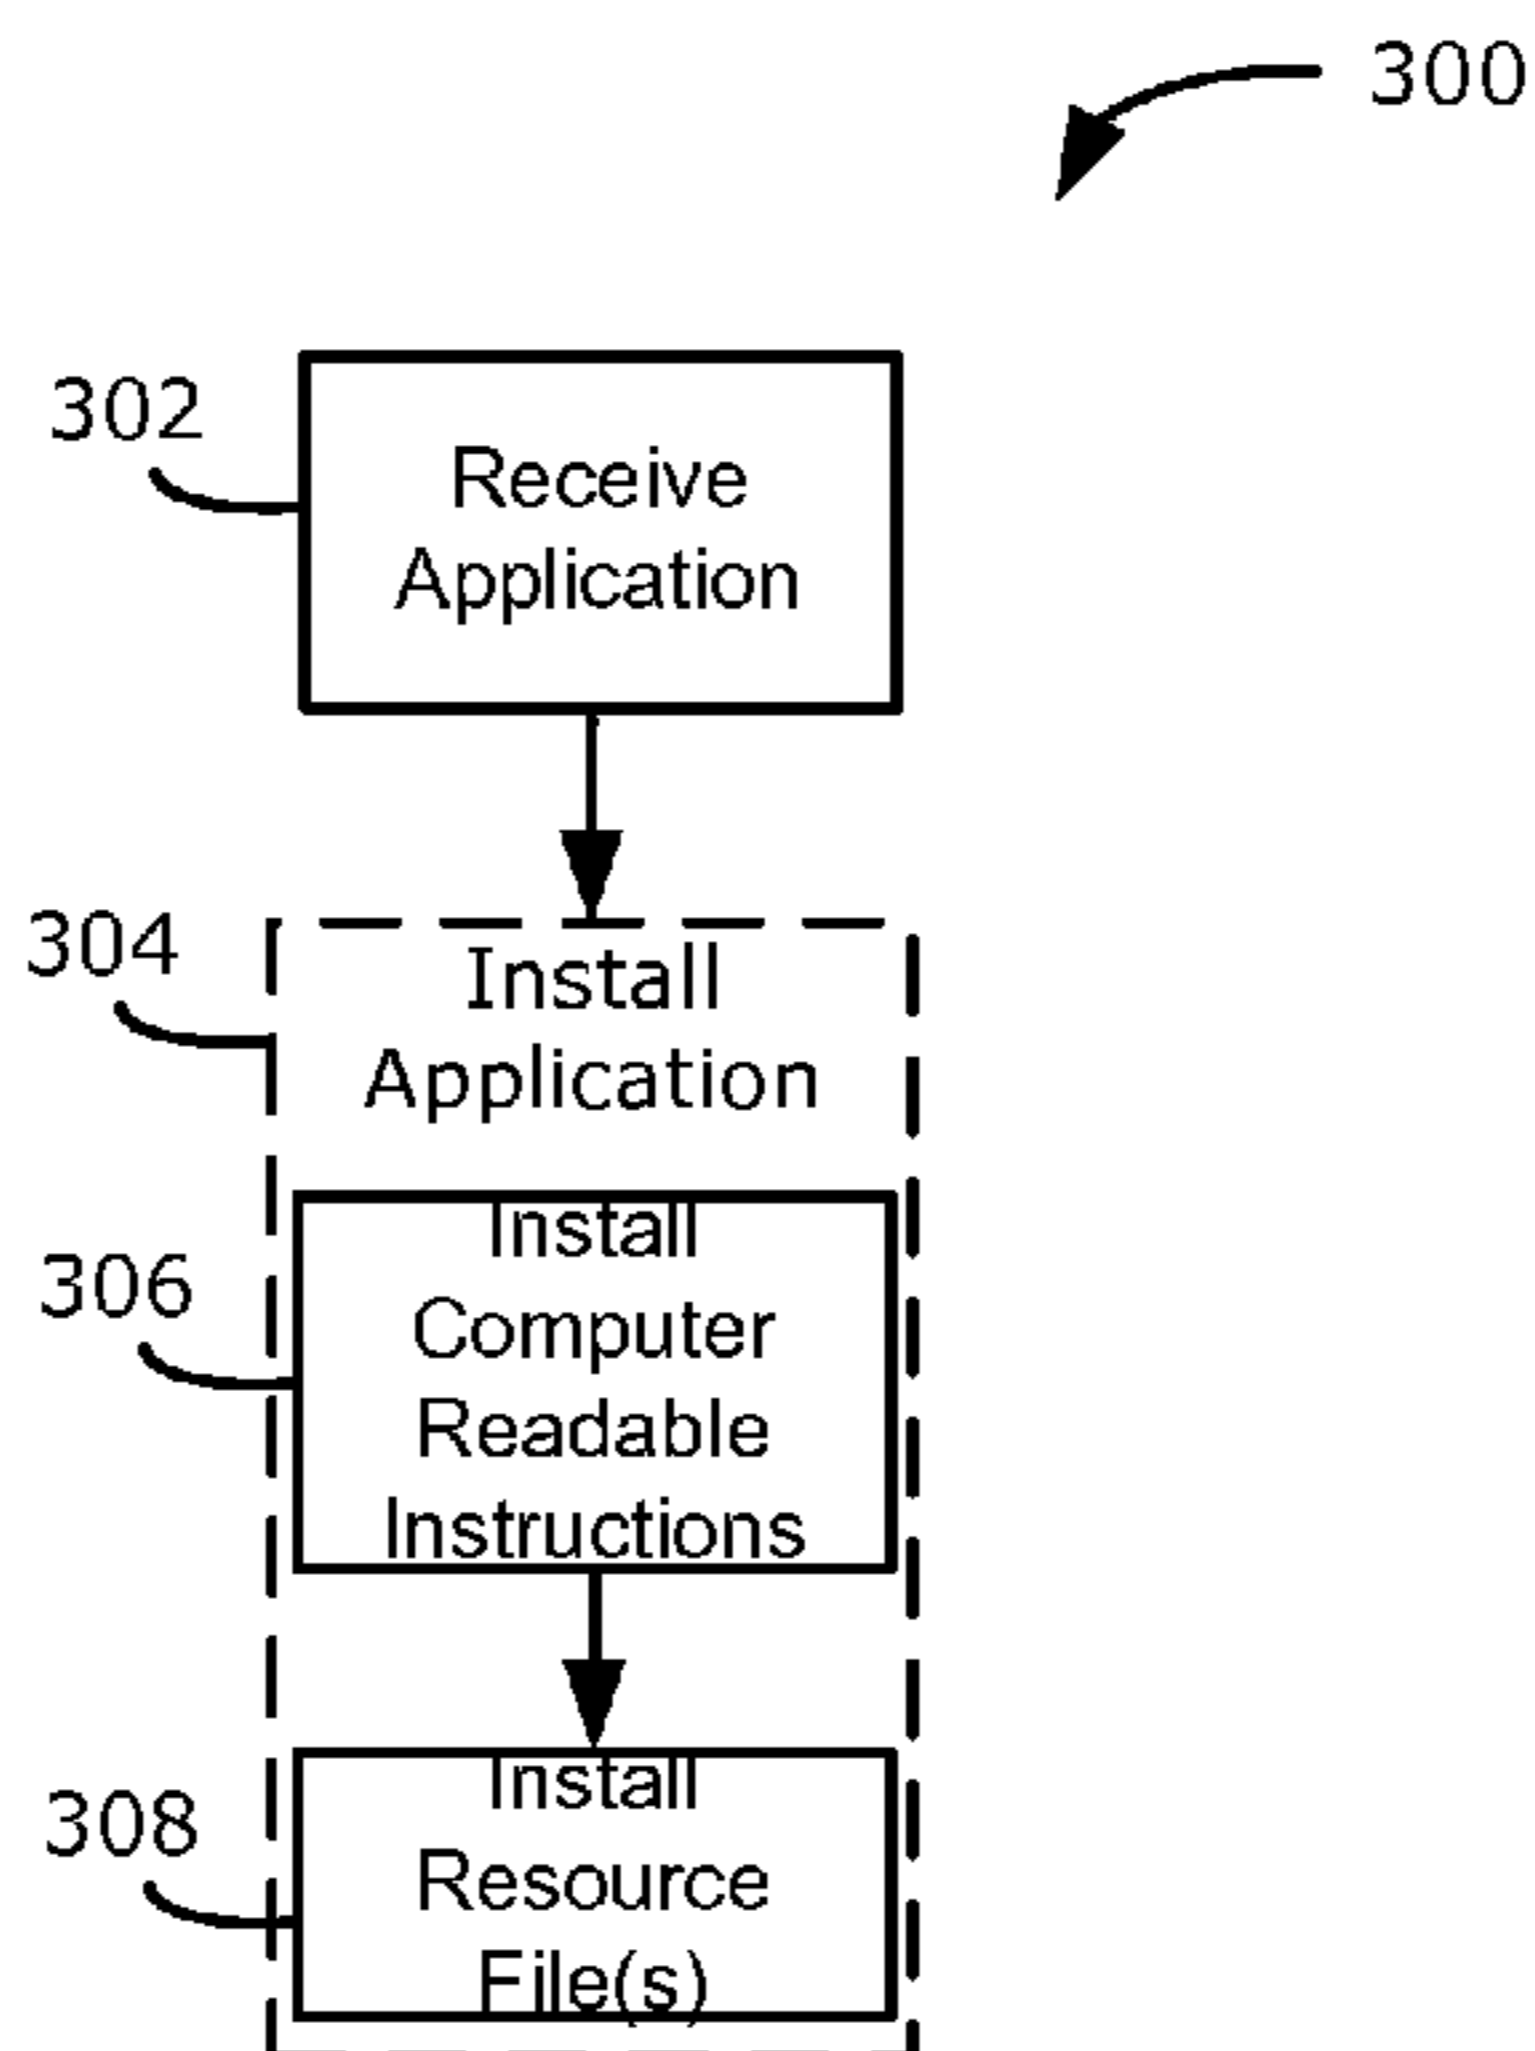 300
302
Receive
Application
304
Install
Application
306
Install
Computer
Readable
Instructions
308
Install
Resource
File(s)